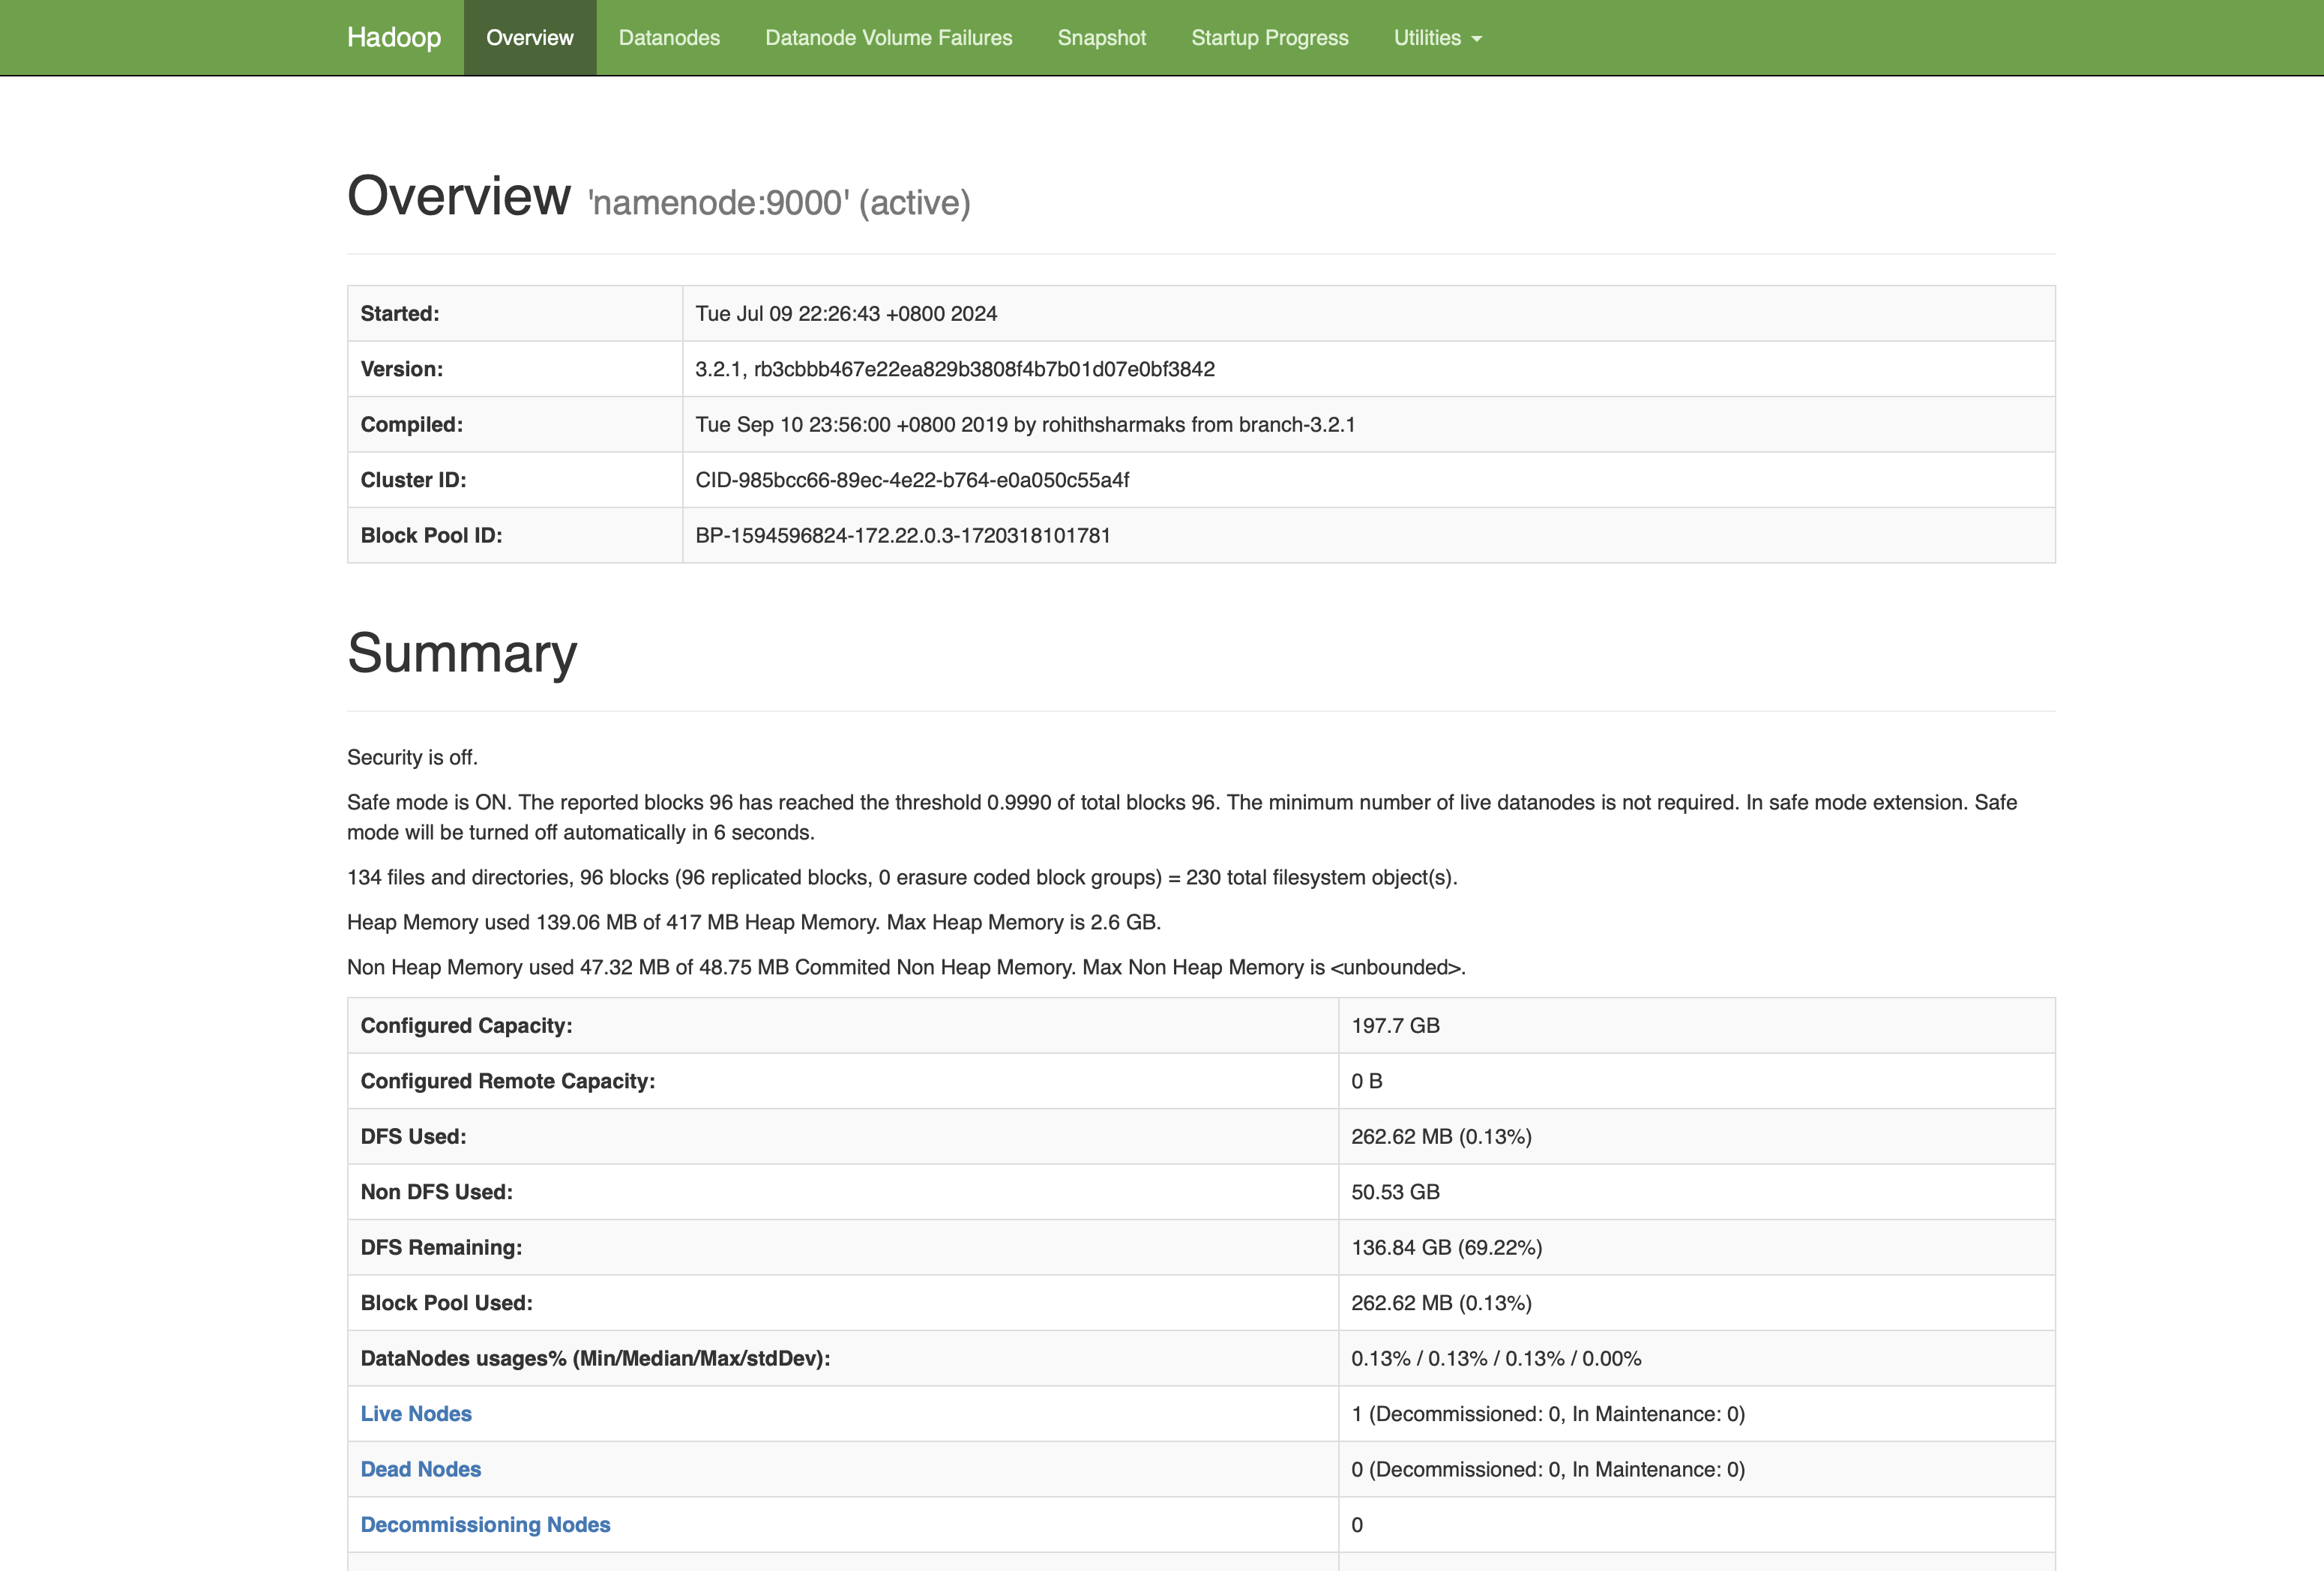 Hadoop Overview Datanodes Datanode Volume Failures Snapshot Startup Progress Utilities
Overview 'namenode:9000' (active)
Started: Tue Jul 09 22:26:43 +0800 2024
Version: 3.2.1, rb3cbbb467e22ea829b3808f4b7b01d07e0bf3842
Compiled: Tue Sep 10 23:56:00 +0800 2019 by rohithsharmaks from branch-3.2.1
Cluster ID: CID-985bcc66-89ec-4e22-b764-e0a050c55a4f
Block Pool ID: BP-1594596824-172.22.0.3-1720318101781
Summary
Security is off.
Safe mode is ON. The reported blocks 96 has reached the threshold 0.9990 of total blocks 96. The minimum number of live datanodes is not required. In safe mode extension. Safe
mode will be turned off automatically in 6 seconds.
134 files and directories, 96 blocks (96 replicated blocks, 0 erasure coded block groups) = 230 total filesystem object(s).
Heap Memory used 139.06 MB of 417 MB Heap Memory. Max Heap Memory is 2.6 GB.
Non Heap Memory used 47.32 MB of 48.75 MB Commited Non Heap Memory. Max Non Heap Memory is <unbounded>.
Configured Capacity: 197.7 GB
Configured Remote Capacity: 0 B
DFS Used: 262.62 MB (0.13%)
Non DFS Used: 50.53 GB
DFS Remaining: 136.84 GB (69.22%)
Block Pool Used: 262.62 MB (0.13%)
DataNodes usages% (Min/Median/Max/stdDev): 0.13% / 0.13% / 0.13% / 0.00%
Live Nodes 1 (Decommissioned: 0, In Maintenance: 0)
Dead Nodes 0 (Decommissioned: 0, In Maintenance: 0)
Decommissioning Nodes 0